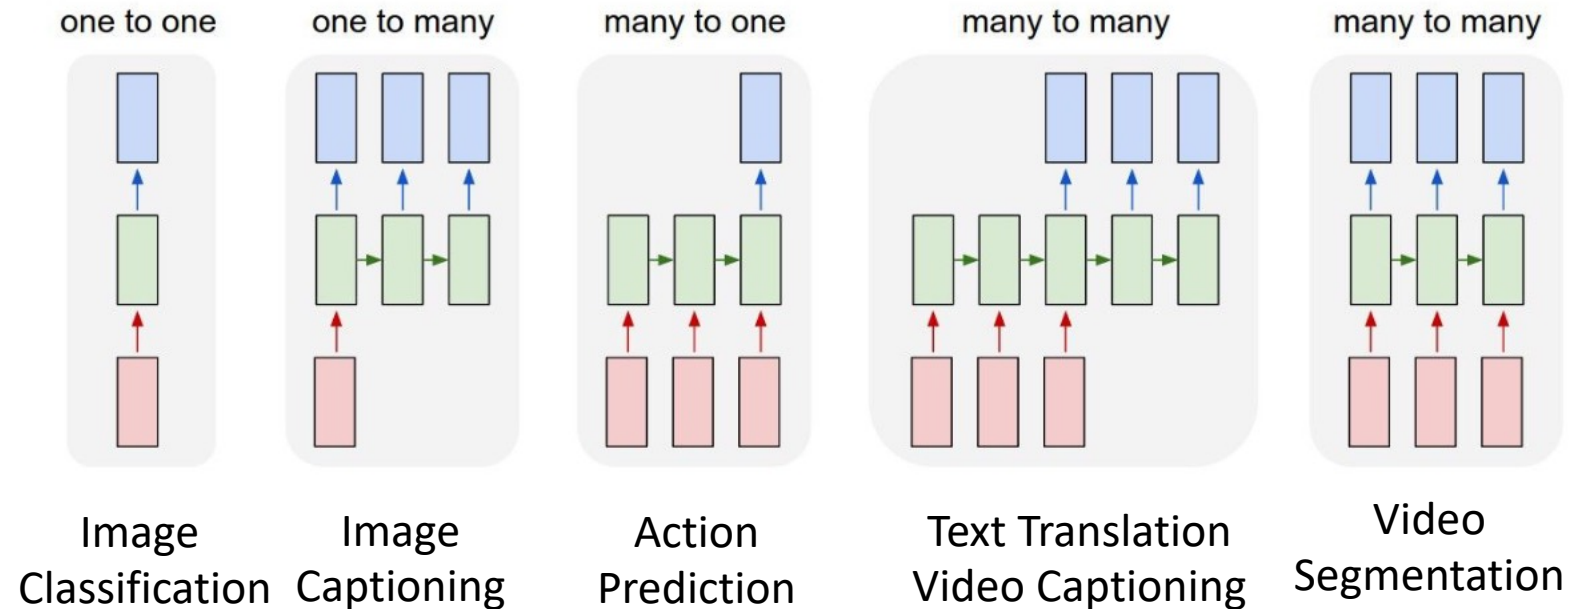 one to one
one to many
many to one
many to many
many to many
Image
Classification
Image
Captioning
Action
Prediction
Text Translation
Video Captioning
Video
Segmentation